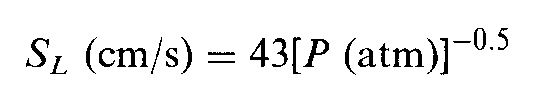 S_L (cm/s) = 43[P (atm)]^{−0.5}